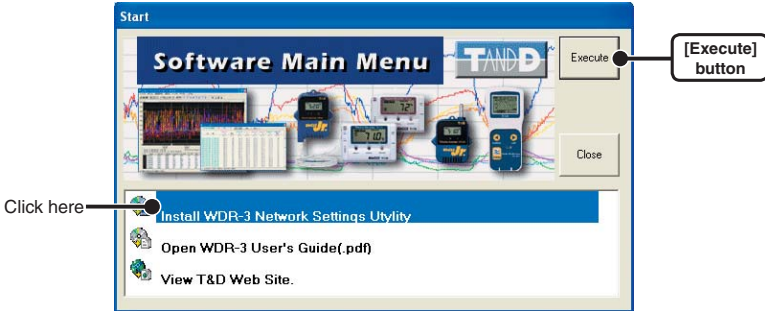 Start
Software Main Menu
TANDD
Execute
[Execute]
button
Close
Click here
Install WDR-3 Network Settings Utylity
Open WDR-3 User's Guide(.pdf)
View T&D Web Site.